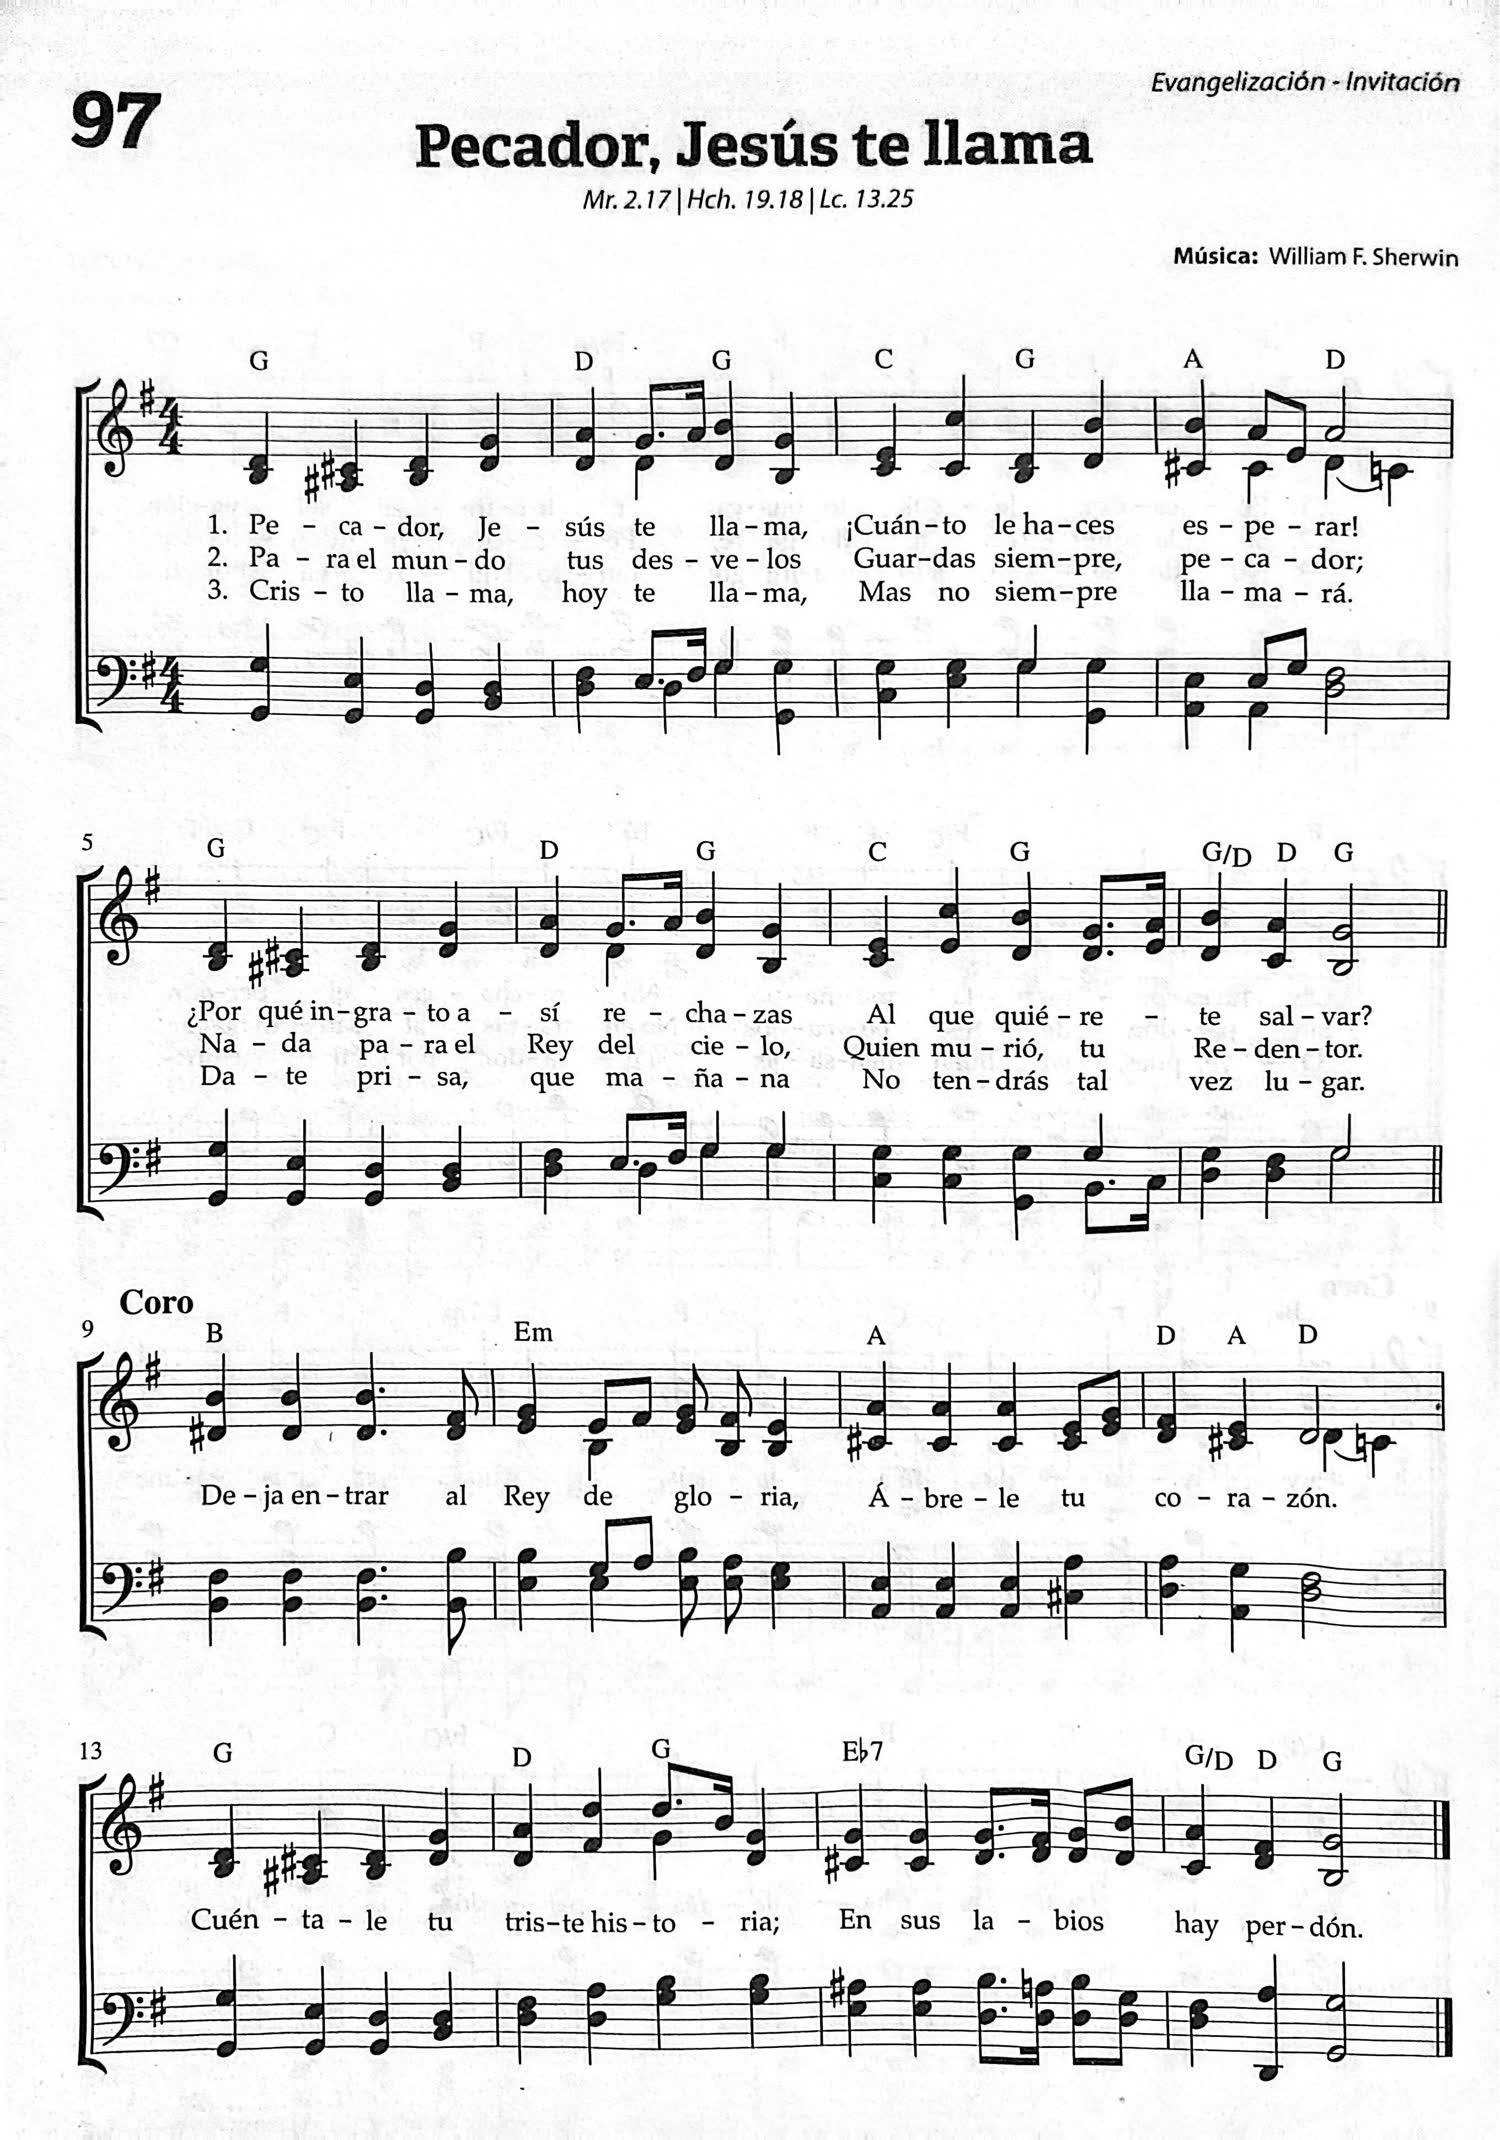 97
Evangelización - Invitación
Pecador, Jesús te llama
Mr. 2.17 | Hch. 19.18 | Lc. 13.25
Música: William F. Sherwin
G D G C G A D
4 4
1. Pe – ca – dor, Je – sús te lla – ma, ¡Cuán – to le ha – ces es – pe – rar!
2. Pa – ra el mun – do tus des – ve – los Guar – das siem – pre, pe – ca – dor;
3. Cris – to lla – ma, hoy te lla – ma, Mas no siem – pre lla – ma – rá.
4 4
5
G D G C G G/D D G
¿Por qué in – gra – to a – sí re – cha – zas Al que quié – re – te sal – var?
Na – da pa – ra el Rey del cie – lo, Quien mu – rió, tu Re – den – tor.
Da – te pri – sa, que ma – ña – na No ten – drás tal vez lu – gar.
Coro
9
B Em A D A D
De – ja en – trar al Rey de glo – ria, Á – bre – le tu co – ra – zón.
13
G D G E♭7 G/D D G
Cuén – ta – le tu tris – te his – to – ria; En sus la – bios hay per – dón.